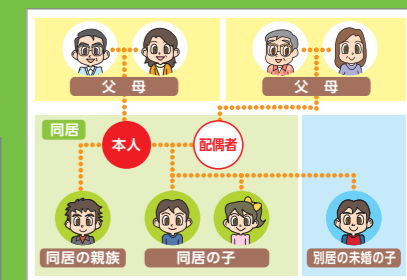 父 母
父 母
同居
本人
配偶者
同居の親族
同居の子
別居の未婚の子